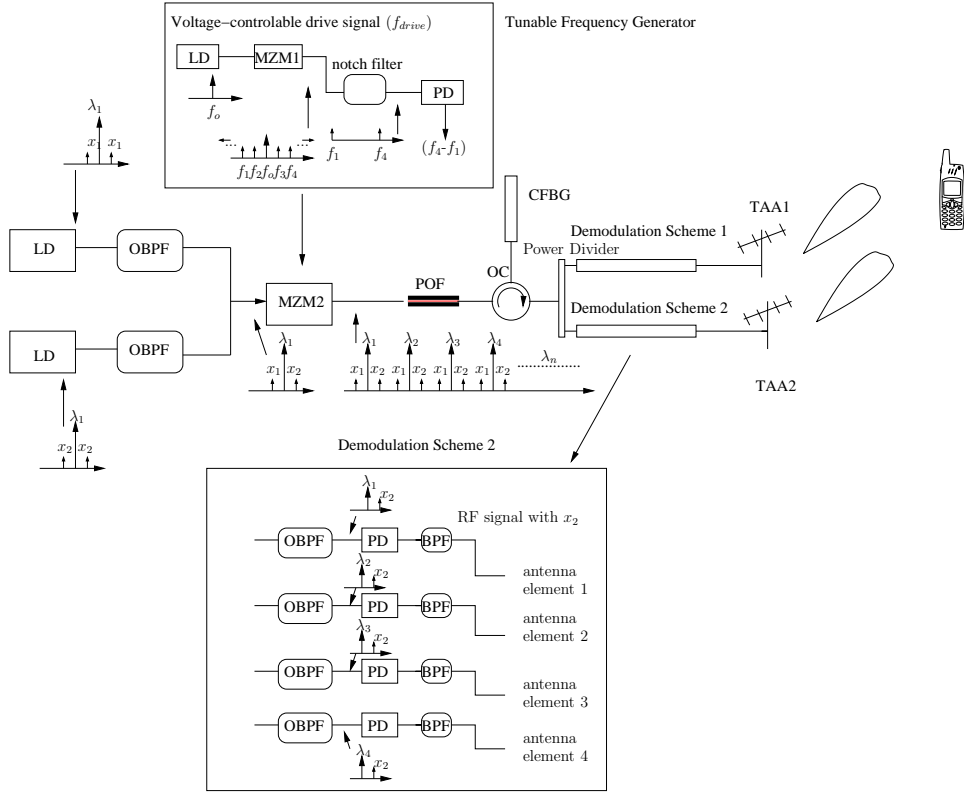 Voltage−controlable drive signal (f_drive)
Tunable Frequency Generator
LD
MZM1
notch filter
PD
f_o
... ...
f_1 f_2 f_o f_3 f_4
f_1 f_4
(f_4-f_1)
λ_1
x_1 x_1
LD
OBPF
MZM2
LD
OBPF
λ_1
x_2 x_2
λ_1
x_1 x_2
POF
OC
CFBG
Power Divider
Demodulation Scheme 1
Demodulation Scheme 2
TAA1
TAA2
λ_1 λ_2 λ_3 λ_4
λ_n
x_1 x_2 x_1 x_2 x_1 x_2 x_1 x_2
Demodulation Scheme 2
λ_1
x_2
RF signal with x_2
OBPF PD BPF
antenna
element 1
λ_2
x_2
OBPF PD BPF
antenna
element 2
λ_3
x_2
OBPF PD BPF
antenna
element 3
OBPF PD BPF
antenna
element 4
λ_4
x_2